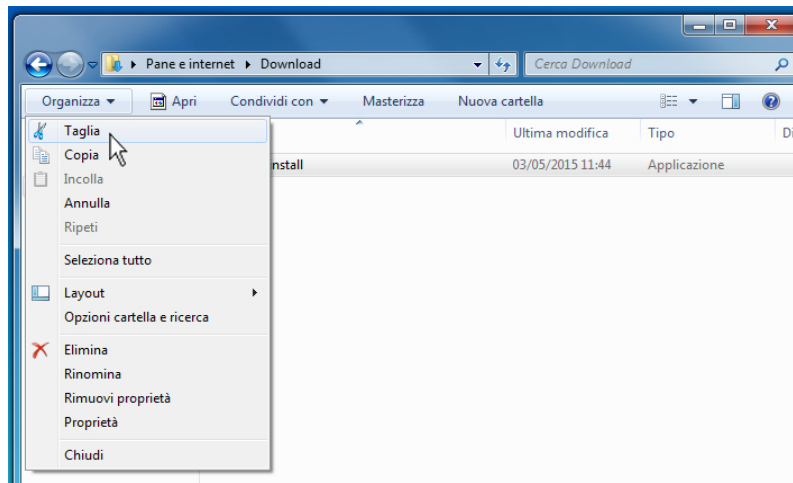 Pane e internet ▸ Download
Cerca Download
Organizza Apri Condividi con Masterizza Nuova cartella
Ultima modifica Tipo
nstall 03/05/2015 11:44 Applicazione
Taglia
Copia
Incolla
Annulla
Ripeti
Seleziona tutto
Layout
Opzioni cartella e ricerca
Elimina
Rinomina
Rimuovi proprietà
Proprietà
Chiudi